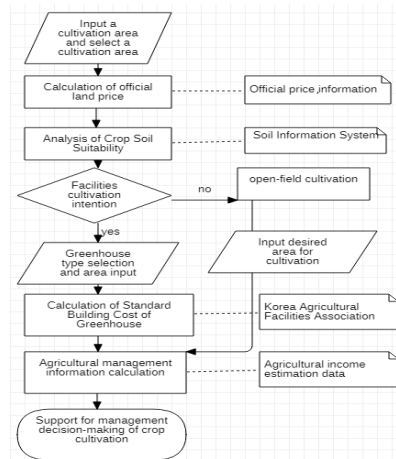 Input a
cultivation area
and select a
cultivation area
Calculation of official
land price
Official price,information
Analysis of Crop Soil
Suitability
Soil Information System
Facilities
cultivation
intention
no
open-field cultivation
yes
Greenhouse
type selection
and area input
Input desired
area for
cultivation
Calculation of Standard
Building Cost of
Greenhouse
Korea Agricultural
Facilities Association
Agricultural management
information calculation
Agricultural income
estimation data
Support for management
decision-making of crop
cultivation